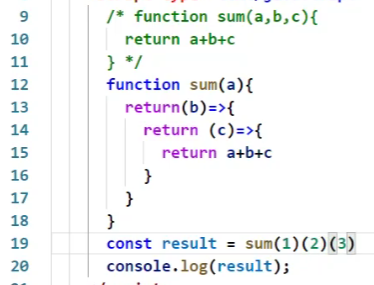 9 /* function sum(a,b,c){
10 return a+b+c
11 } */
12 function sum(a){
13 return(b)=>{
14 return (c)=>{
15 return a+b+c
16 }
17 }
18 }
19 const result = sum(1)(2)(3)
20 console.log(result);